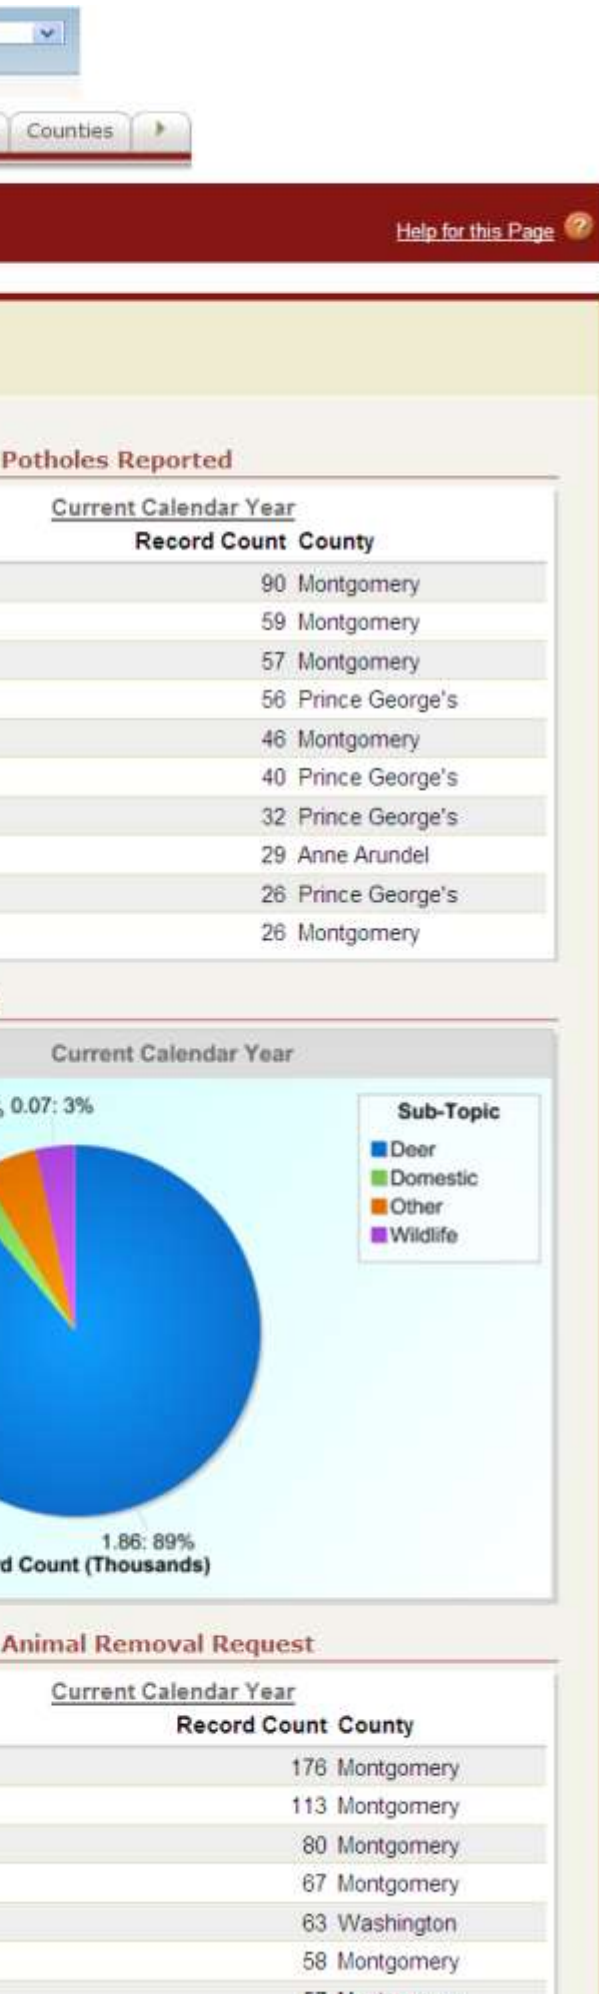 Counties
Help for this Page
Potholes Reported
Current Calendar Year
Record Count County
90 Montgomery
59 Montgomery
57 Montgomery
56 Prince George's
46 Montgomery
40 Prince George's
32 Prince George's
29 Anne Arundel
26 Prince George's
26 Montgomery
Current Calendar Year
0.07: 3%
Sub-Topic
Deer
Domestic
Other
Wildlife
1.86: 89%
d Count (Thousands)
Animal Removal Request
Current Calendar Year
Record Count County
176 Montgomery
113 Montgomery
80 Montgomery
67 Montgomery
63 Washington
58 Montgomery